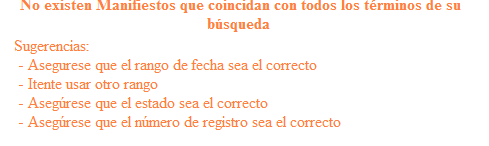 No existen Manifiestos que coincidan con todos los términos de su
búsqueda
Sugerencias:
- Asegurese que el rango de fecha sea el correcto
- Itente usar otro rango
- Asegúrese que el estado sea el correcto
- Asegúrese que el número de registro sea el correcto